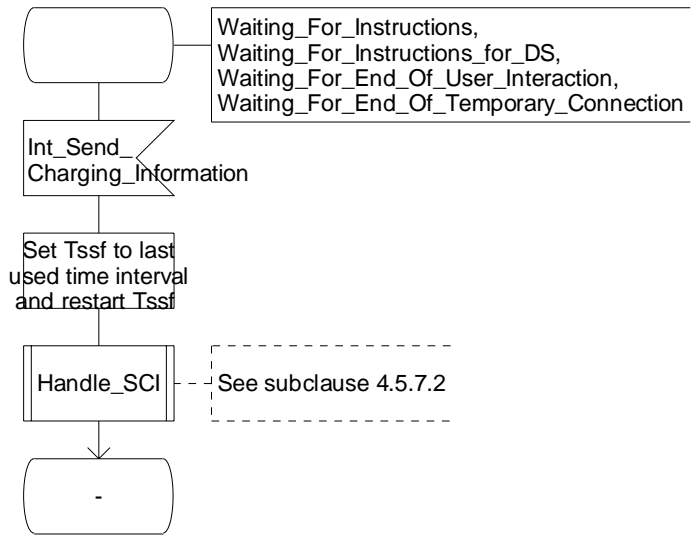 Waiting_For_Instructions,
Waiting_For_Instructions_for_DS,
Waiting_For_End_Of_User_Interaction,
Waiting_For_End_Of_Temporary_Connection
Int_Send_
Charging_Information
Set Tssf to last
used time interval
and restart Tssf
Handle_SCI
See subclause 4.5.7.2
-